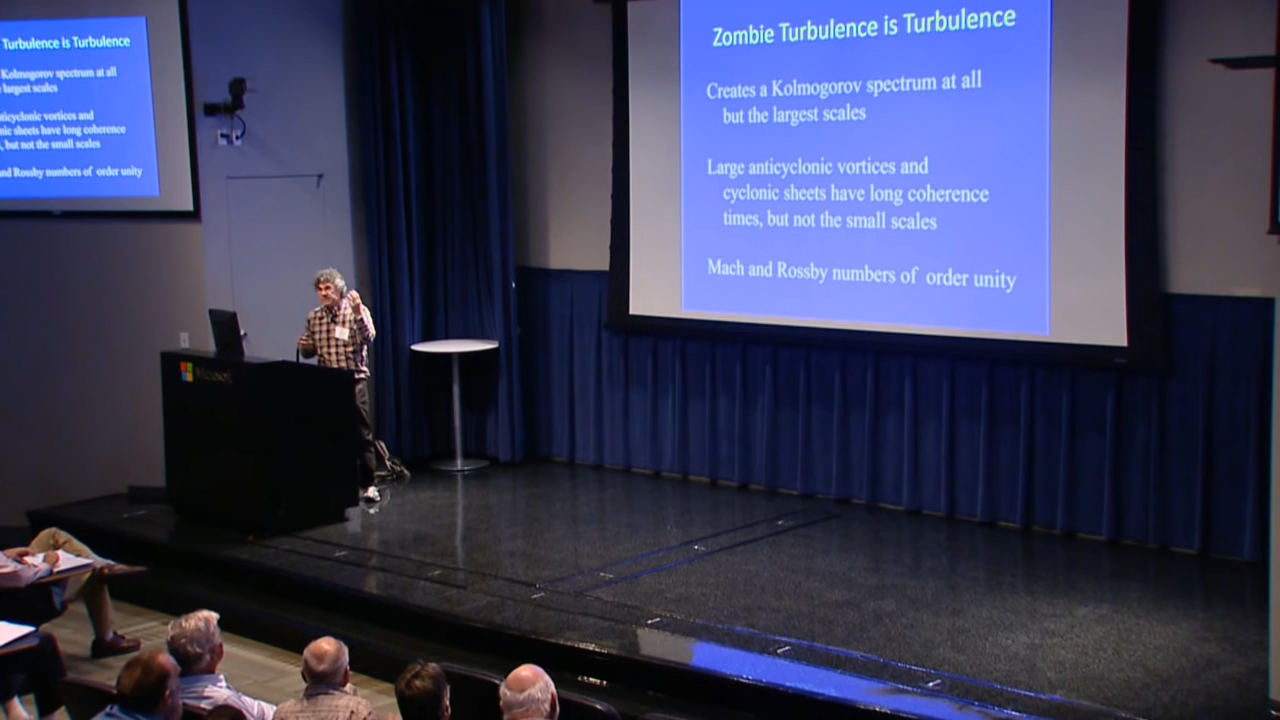 Turbulence is Turbulence
Kolmogorov spectrum at all
largest scales
anticyclonic vortices and
sheets have long coherence
, but not the small scales
and Rossby numbers of order unity
Zombie Turbulence is Turbulence
Creates a Kolmogorov spectrum at all
but the largest scales
Large anticyclonic vortices and
cyclonic sheets have long coherence
times, but not the small scales
Mach and Rossby numbers of order unity
Microsoft